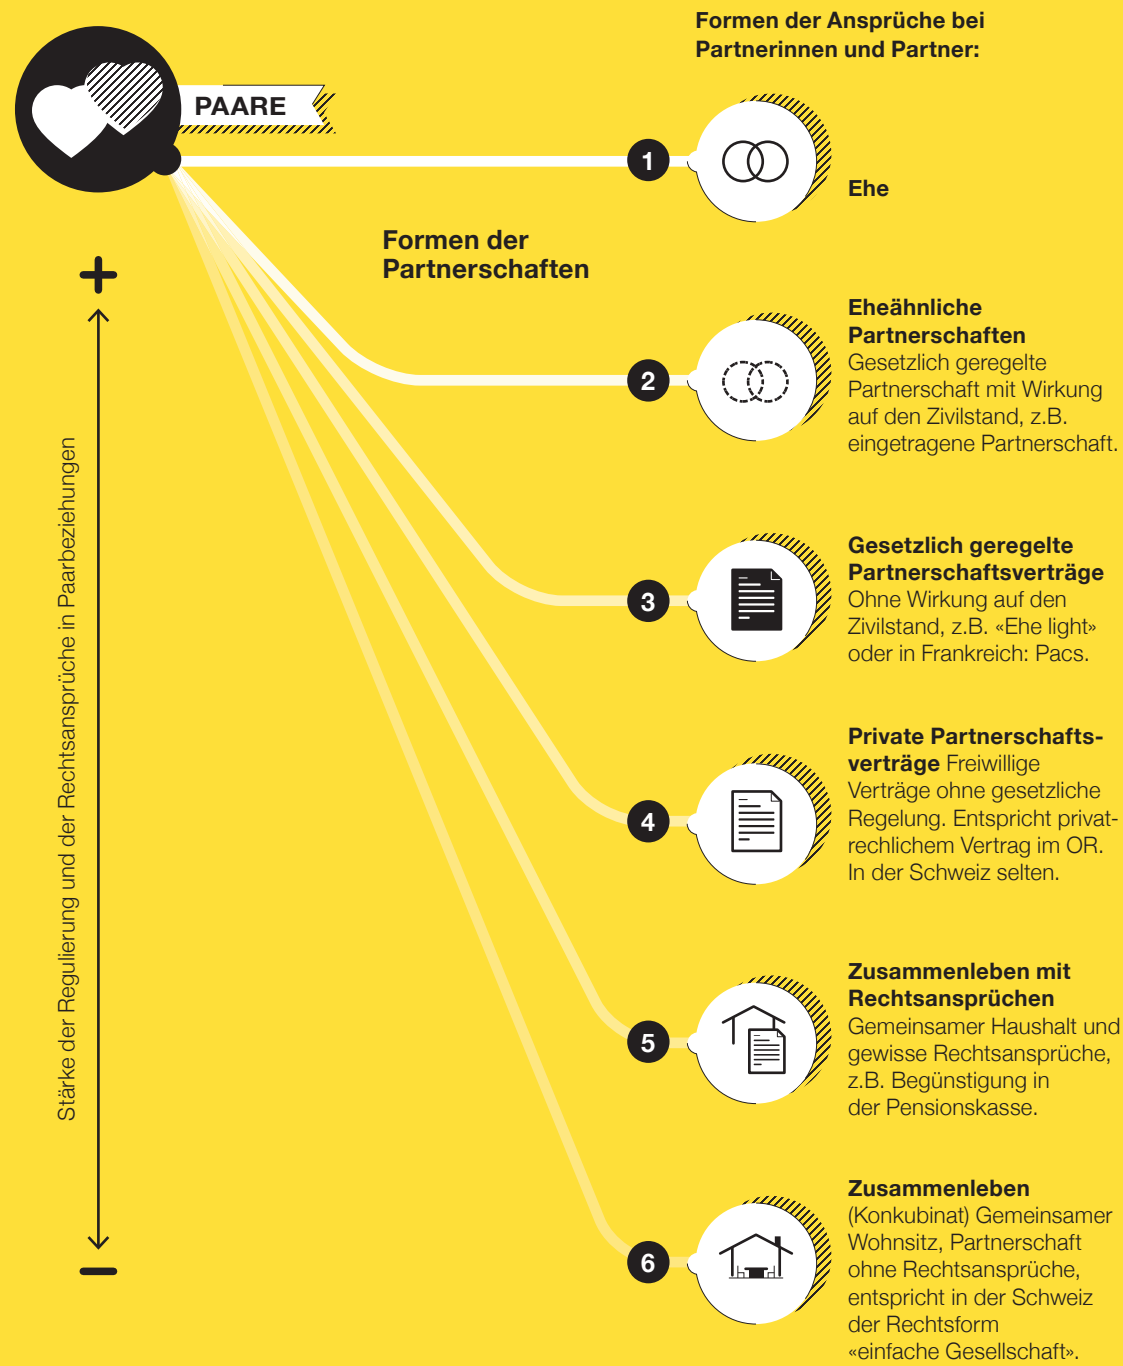 Formen der Ansprüche bei
Partnerinnen und Partner:
PAARE
1
Ehe
Formen der
Partnerschaften
+
Stärke der Regulierung und der Rechtsansprüche in Paarbeziehungen
−
2
Eheähnliche
Partnerschaften
Gesetzlich geregelte
Partnerschaft mit Wirkung
auf den Zivilstand, z.B.
eingetragene Partnerschaft.
3
Gesetzlich geregelte
Partnerschaftsverträge
Ohne Wirkung auf den
Zivilstand, z.B. «Ehe light»
oder in Frankreich: Pacs.
4
Private Partnerschafts-
verträge Freiwillige
Verträge ohne gesetzliche
Regelung. Entspricht privat-
rechlichem Vertrag im OR.
In der Schweiz selten.
5
Zusammenleben mit
Rechtsansprüchen
Gemeinsamer Haushalt und
gewisse Rechtsansprüche,
z.B. Begünstigung in
der Pensionskasse.
6
Zusammenleben
(Konkubinat) Gemeinsamer
Wohnsitz, Partnerschaft
ohne Rechtsansprüche,
entspricht in der Schweiz
der Rechtsform
«einfache Gesellschaft».